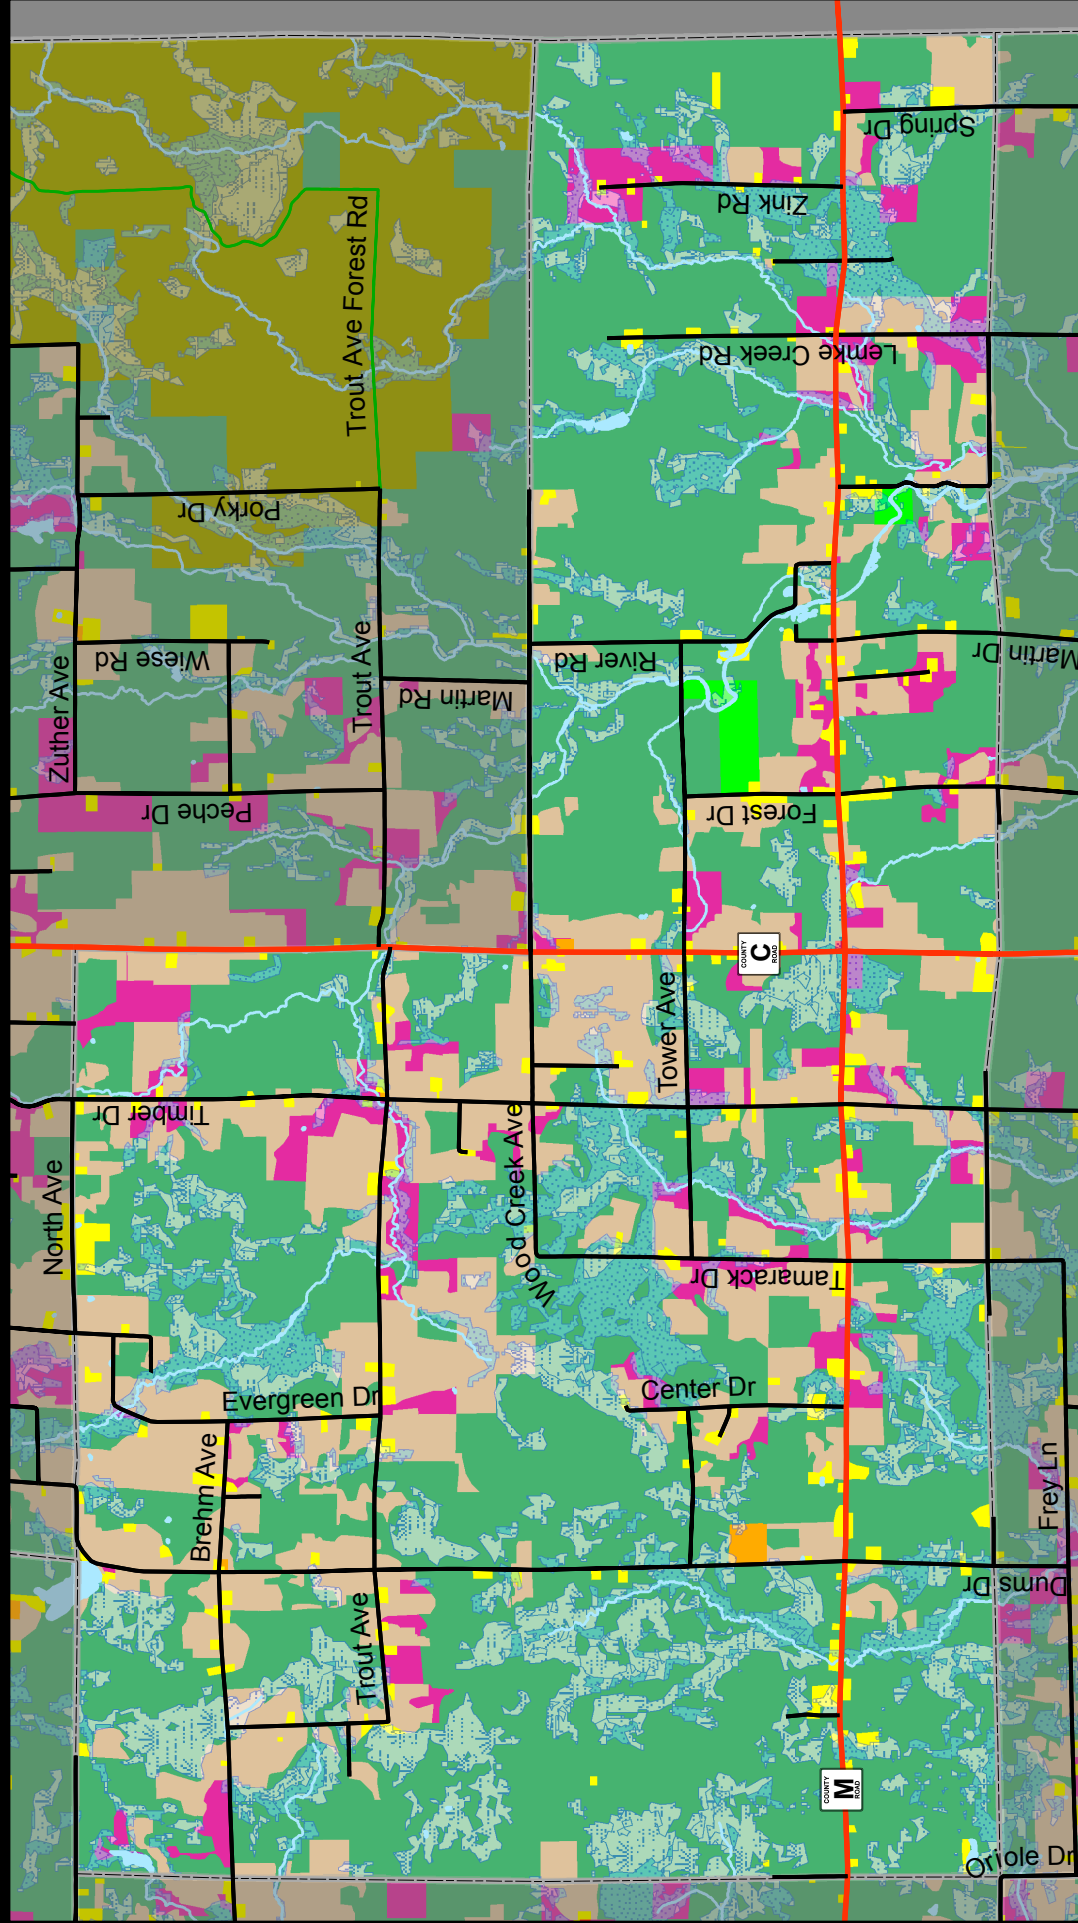 Spring Dr
Zink Rd
Trout Ave Forest Rd
Lemke Creek Rd
Porky Dr
Wiese Rd
Trout Ave
River Rd
Martin Dr
Zuther Ave
Martin Rd
Peche Dr
Forest Dr
COUNTY
C
ROAD
Tower Ave
Timber Dr
North Ave
Wood Creek Ave
Tamarack Dr
Evergreen Dr
Center Dr
Brehm Ave
Frey Ln
Dums Dr
Trout Ave
COUNTY
M
ROAD
Oriole Dr